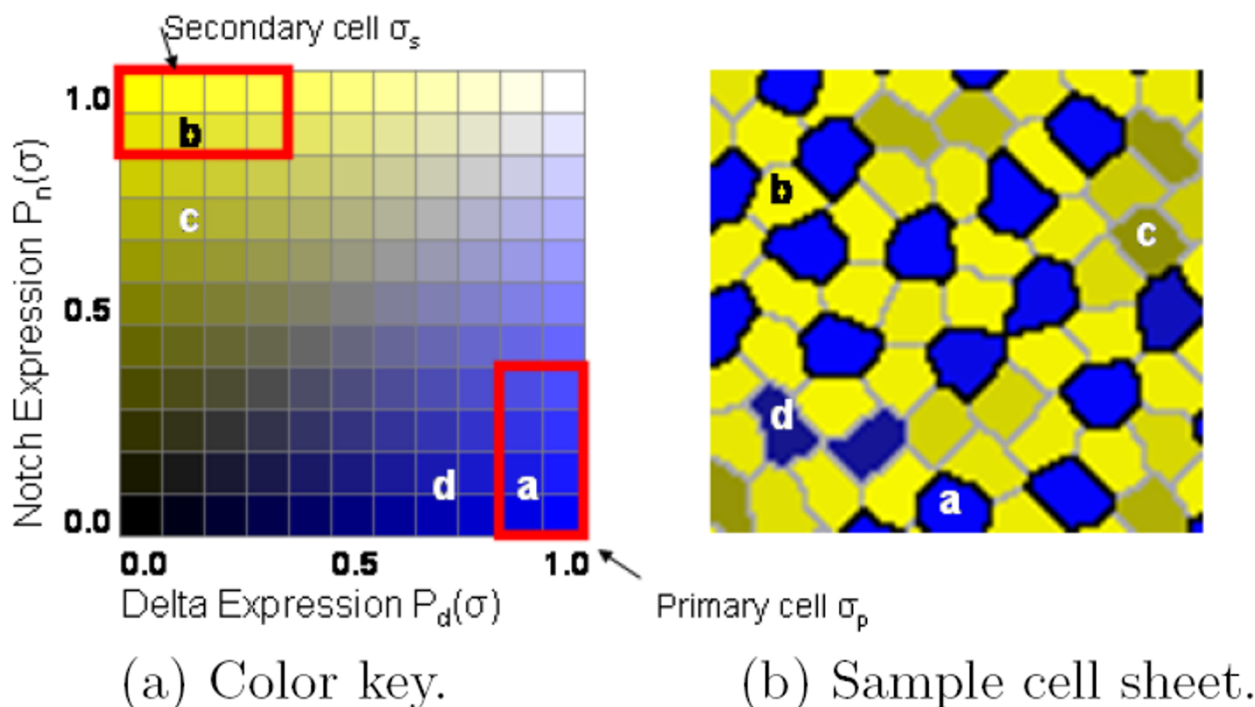 Secondary cell σs
1.0
b
c
0.5
d
a
0.0
0.0
0.5
1.0
Notch Expression Pn(σ)
Delta Expression Pd(σ)
Primary cell σp
b
c
d
a
(a) Color key.
(b) Sample cell sheet.